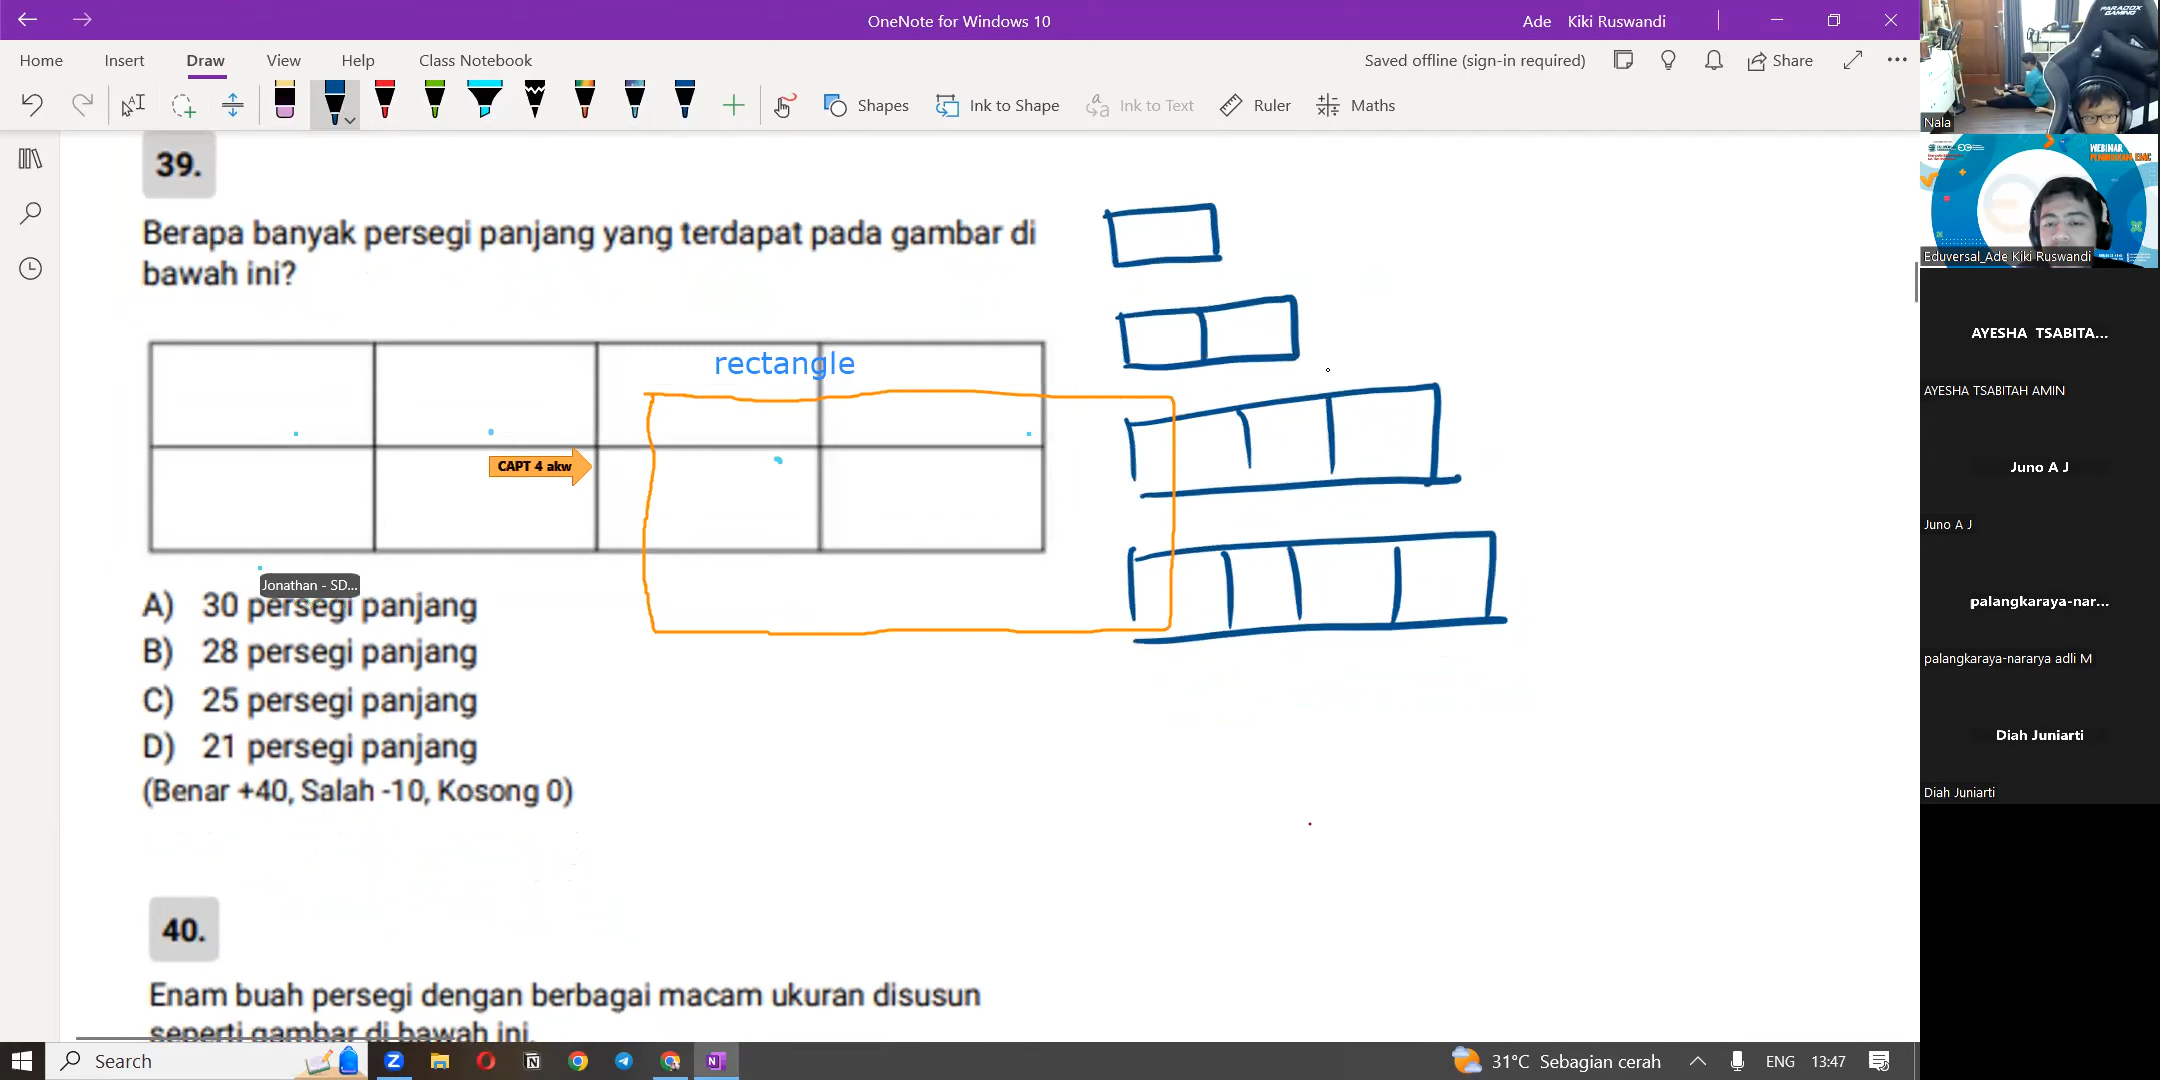 OneNote for Windows 10
Ade Kiki Ruswandi
Home Insert Draw View Help Class Notebook
Saved offline (sign-in required) Share
Shapes Ink to Shape Ink to Text Ruler Maths
39.
Berapa banyak persegi panjang yang terdapat pada gambar di
bawah ini?
rectangle
CAPT 4 akw
Jonathan - SD...
A) 30 persegi panjang
B) 28 persegi panjang
C) 25 persegi panjang
D) 21 persegi panjang
(Benar +40, Salah -10, Kosong 0)
40.
Enam buah persegi dengan berbagai macam ukuran disusun
seperti gambar di bawah ini.
PARADOX
GAMING
Nala
WEBINAR
Eduversal_Ade Kiki Ruswandi
AYESHA TSABITA...
AYESHA TSABITAH AMIN
Juno A J
Juno A J
palangkaraya-nar...
palangkaraya-nararya adli M
Diah Juniarti
Diah Juniarti
Search
31°C Sebagian cerah
ENG
13:47